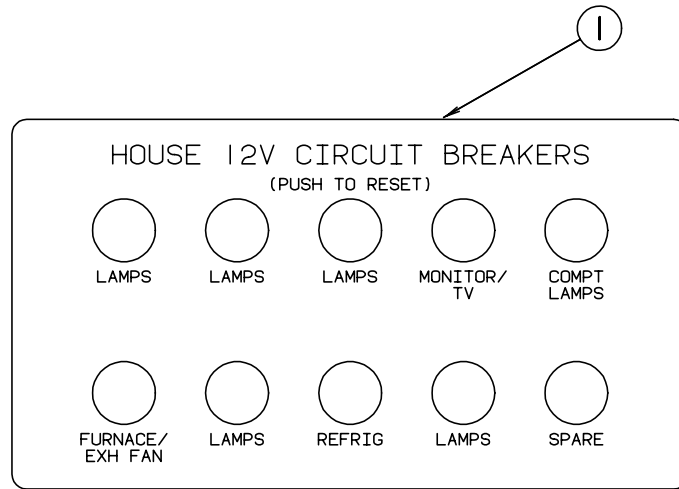 1
HOUSE 12V CIRCUIT BREAKERS
(PUSH TO RESET)
LAMPS LAMPS LAMPS MONITOR/ COMPT
TV LAMPS
FURNACE/ LAMPS REFRIG LAMPS SPARE
EXH FAN